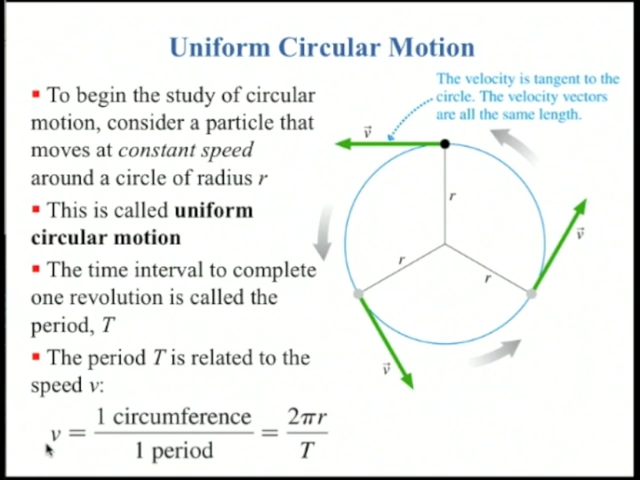 Uniform Circular Motion
▪ To begin the study of circular
motion, consider a particle that
moves at constant speed
around a circle of radius r
▪ This is called uniform
circular motion
▪ The time interval to complete
one revolution is called the
period, T
▪ The period T is related to the
speed v:
v = 1 circumference / 1 period = 2πr / T
The velocity is tangent to the
circle. The velocity vectors
are all the same length.
v⃗
r
v⃗
r
r
v⃗